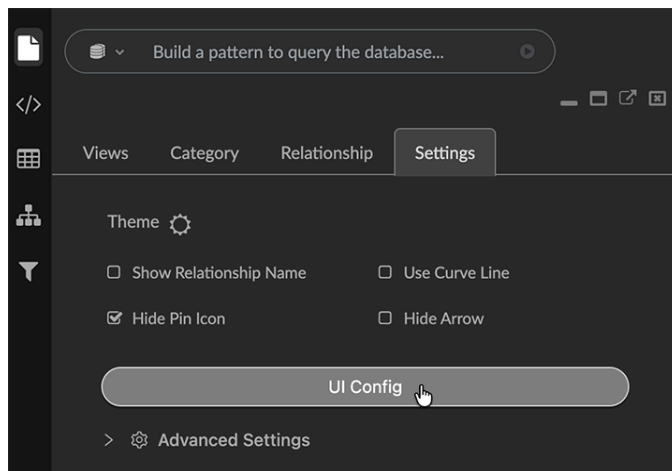 Build a pattern to query the database...
Views Category Relationship Settings
Theme
Show Relationship Name Use Curve Line
Hide Pin Icon Hide Arrow
UI Config
Advanced Settings